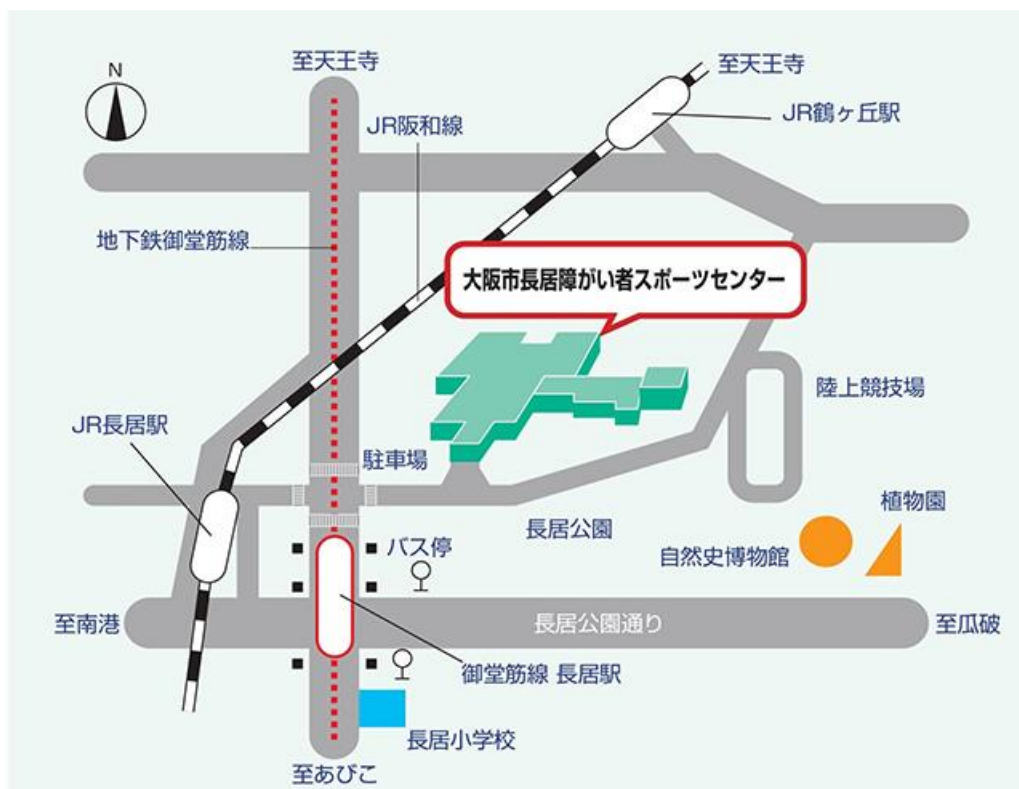 至天王寺
至天王寺
N
JR鶴ヶ丘駅
JR阪和線
地下鉄御堂筋線
大阪市長居障がい者スポーツセンター
陸上競技場
JR長居駅
駐車場
植物園
長居公園
バス停
自然史博物館
至南港
長居公園通り
至瓜破
御堂筋線 長居駅
長居小学校
至あびこ